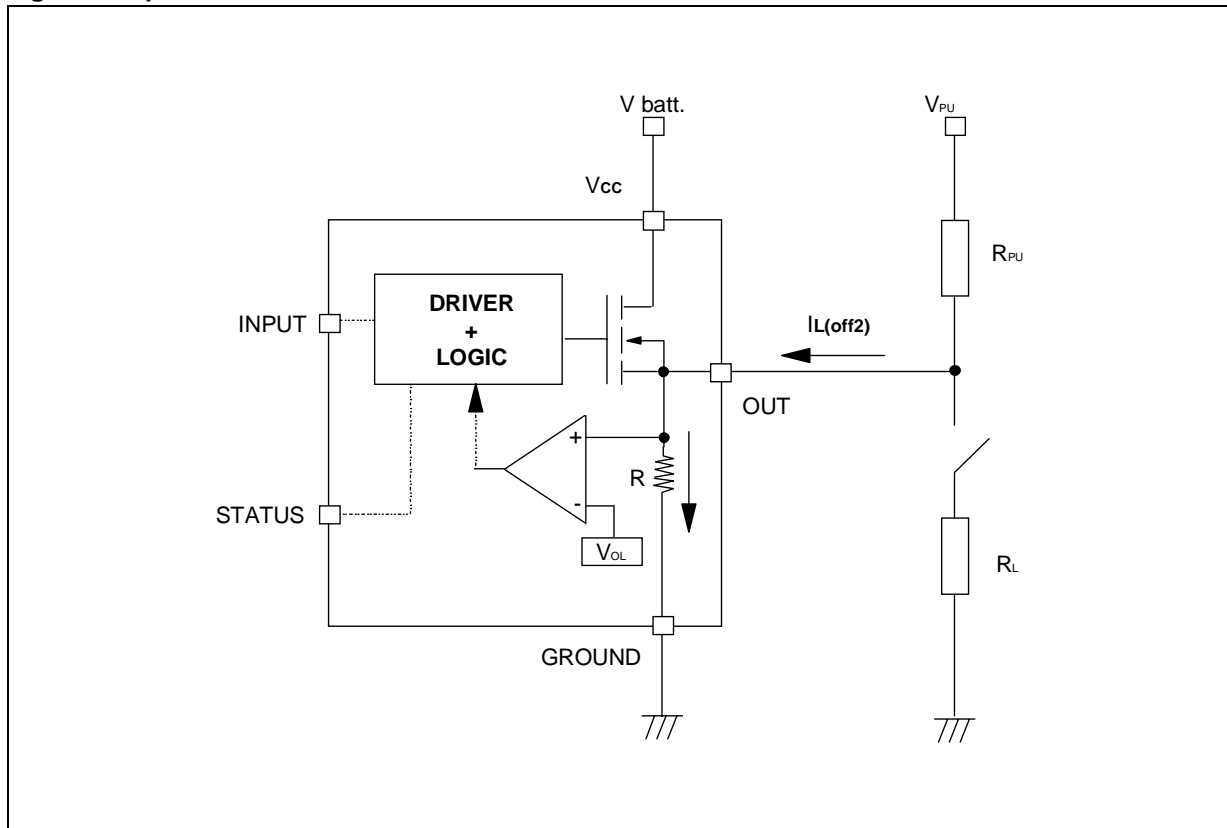 V batt.
VPU
Vcc
RPU
DRIVER
+
LOGIC
INPUT
IL(off2)
OUT
+
R
-
STATUS
VOL
RL
GROUND